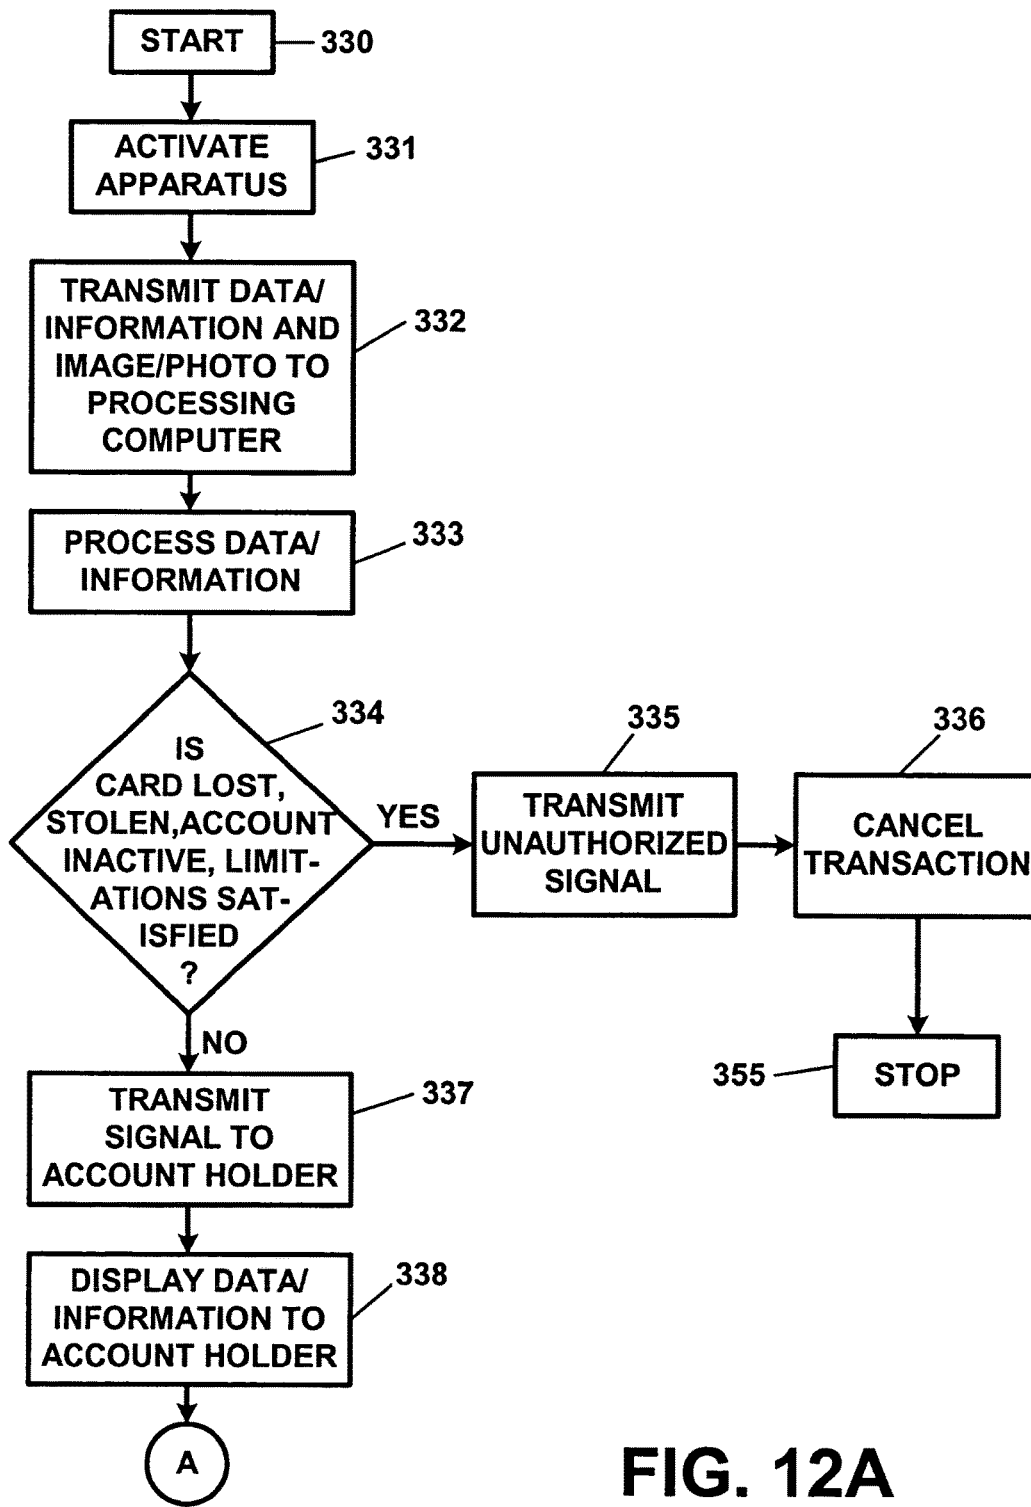 START
330
ACTIVATE
APPARATUS
331
TRANSMIT DATA/
INFORMATION AND
IMAGE/PHOTO TO
PROCESSING
COMPUTER
332
PROCESS DATA/
INFORMATION
333
IS
CARD LOST,
STOLEN,ACCOUNT
INACTIVE, LIMIT-
ATIONS SAT-
ISFIED
?
334
YES
TRANSMIT
UNAUTHORIZED
SIGNAL
335
CANCEL
TRANSACTION
336
STOP
355
NO
TRANSMIT
SIGNAL TO
ACCOUNT HOLDER
337
DISPLAY DATA/
INFORMATION TO
ACCOUNT HOLDER
338
A
FIG. 12A